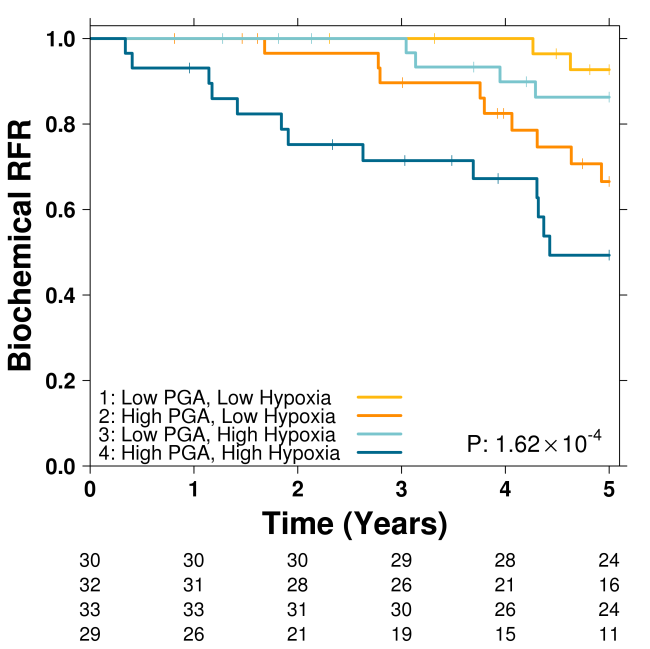 Biochemical RFR
1.0
0.8
0.6
0.4
0.2
0.0
1: Low PGA, Low Hypoxia
2: High PGA, Low Hypoxia
3: Low PGA, High Hypoxia
4: High PGA, High Hypoxia
P: 1.62×10⁻⁴
0 1 2 3 4 5
Time (Years)
30 30 30 29 28 24
32 31 28 26 21 16
33 33 31 30 26 24
29 26 21 19 15 11